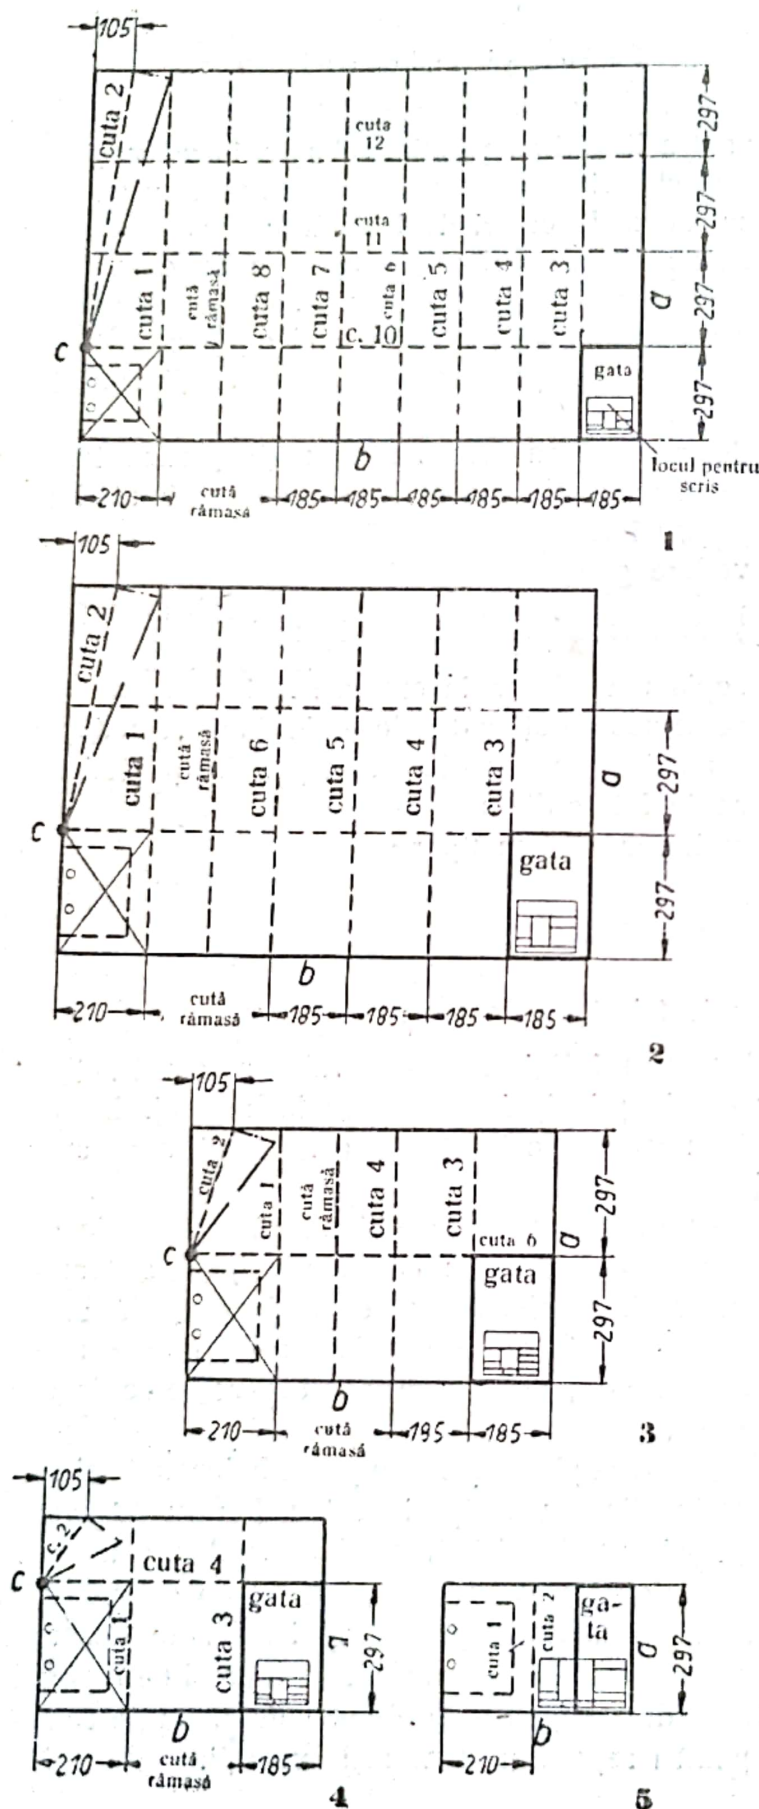 105
cuta 2
cuta
12
297
297
cuta
11
cuta 1
cută
rămasă
cuta 8
cuta 7
cuta 6
cuta 5
cuta 4
cuta 3
a
297
c. 10
c
gata
297
b
locul pentru
scris
210
cută
rămasă
185
185
185
185
185
1
105
cuta 2
cuta 1
cută
rămasă
cuta 6
cuta 5
cuta 4
cuta 3
a
297
c
gata
297
b
210
cută
rămasă
185
185
185
185
2
105
cuta 2
cuta 1
cută
rămasă
cuta 4
cuta 3
297
cuta 6
a
c
gata
297
b
210
cută
rămasă
195
185
3
105
c. 2
cuta 4
c
gata
cuta 1
cuta 3
297
b
210
cută
rămasă
185
4
cuta 1
cuta 2
ga-
ta
a
297
b
210
5